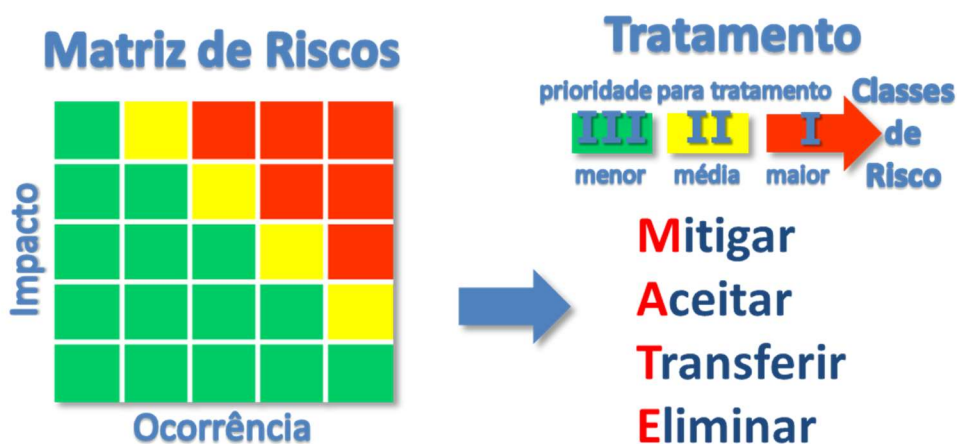 Matriz de Riscos
Impacto
Ocorrência
Tratamento
prioridade para tratamento
III II I
menor média maior
Classes
de
Risco
Mitigar
Aceitar
Transferir
Eliminar